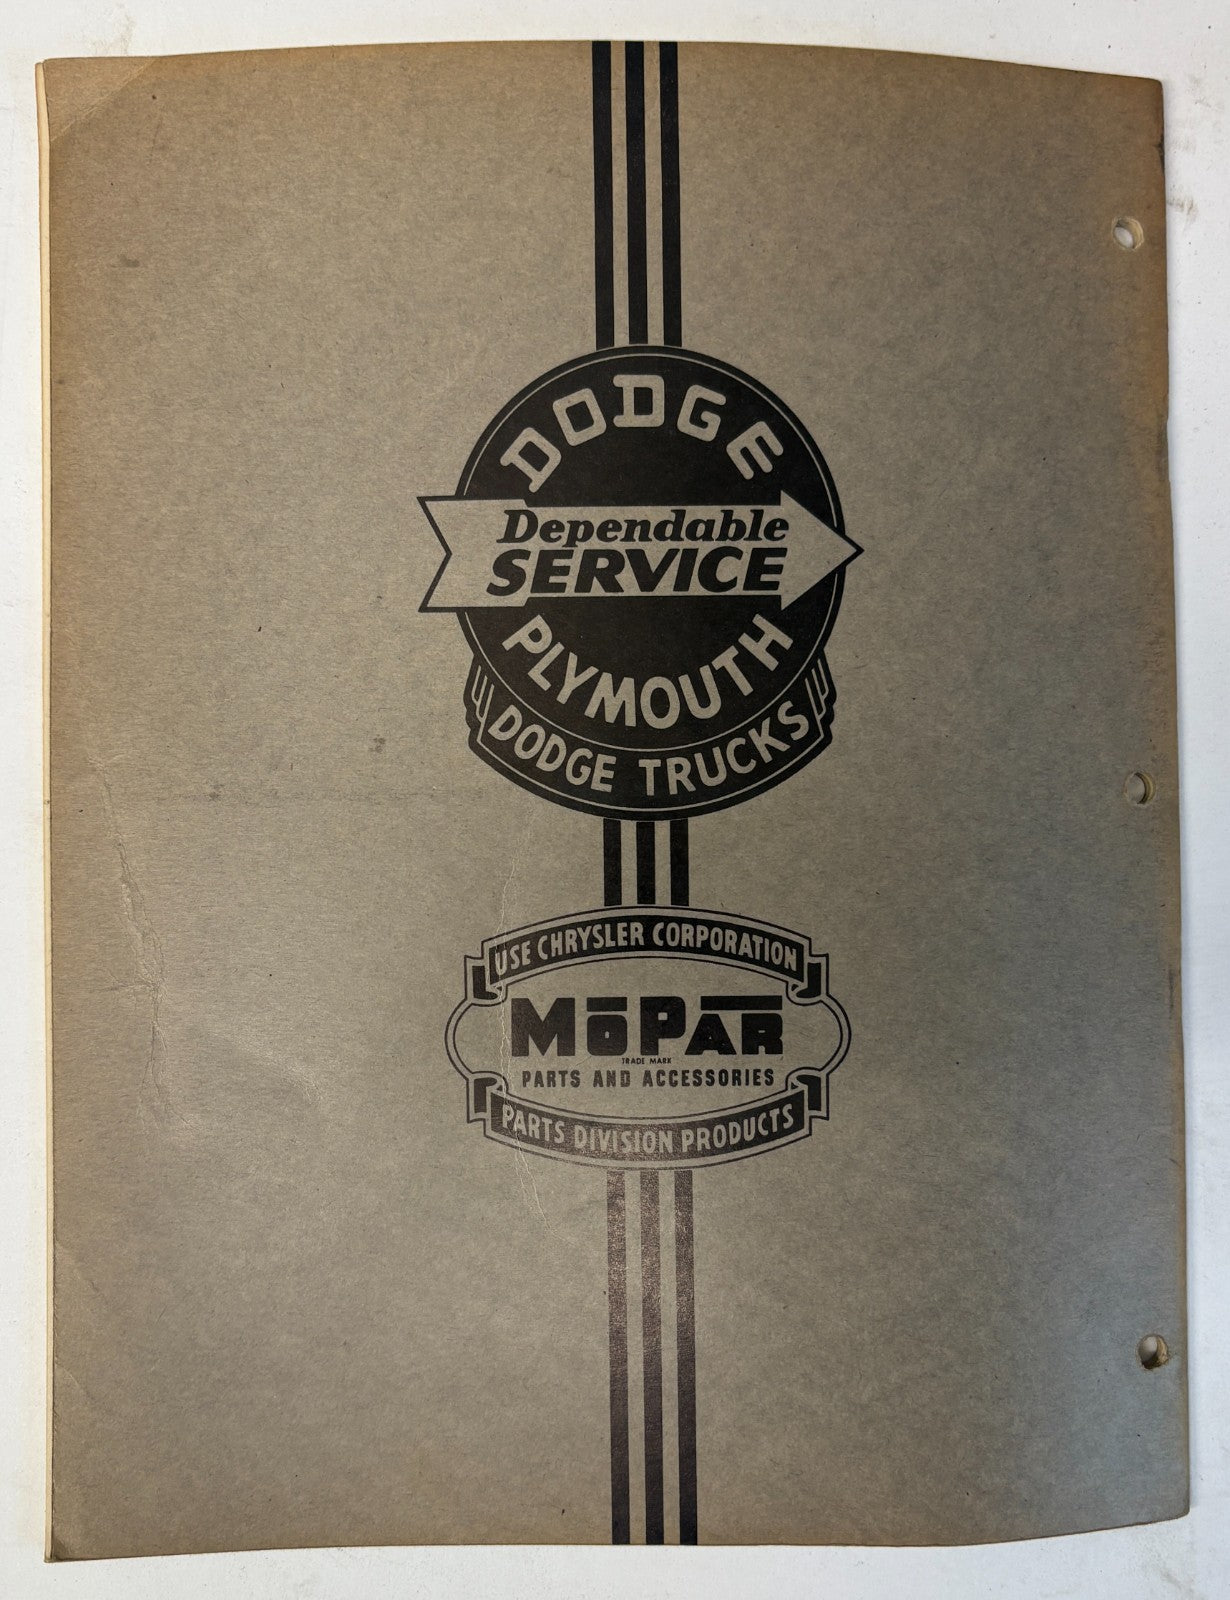 DODGE
Dependable
SERVICE
PLYMOUTH
DODGE TRUCKS
USE CHRYSLER CORPORATION
MOPAR
TRADE MARK
PARTS AND ACCESSORIES
PARTS DIVISION PRODUCTS